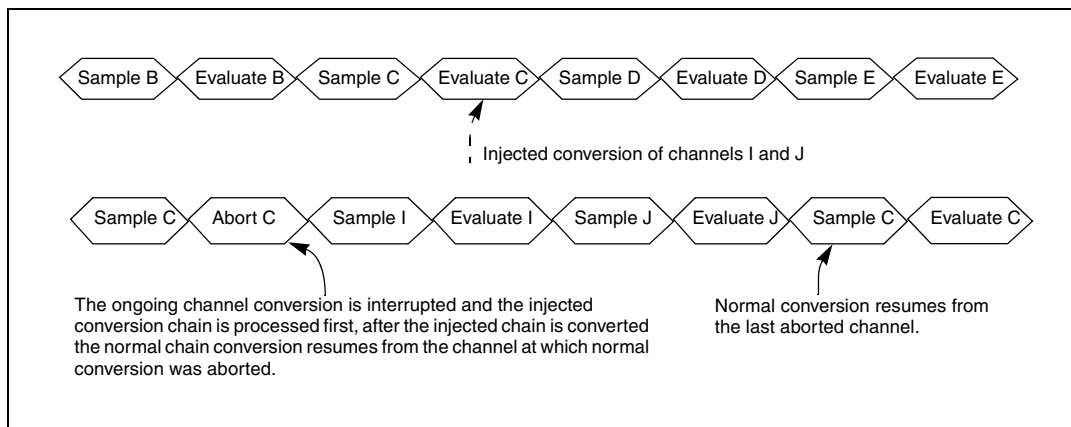 Sample B Evaluate B Sample C Evaluate C Sample D Evaluate D Sample E Evaluate E
Injected conversion of channels I and J
Sample C Abort C Sample I Evaluate I Sample J Evaluate J Sample C Evaluate C
The ongoing channel conversion is interrupted and the injected
conversion chain is processed first, after the injected chain is converted
the normal chain conversion resumes from the channel at which normal
conversion was aborted.
Normal conversion resumes from
the last aborted channel.